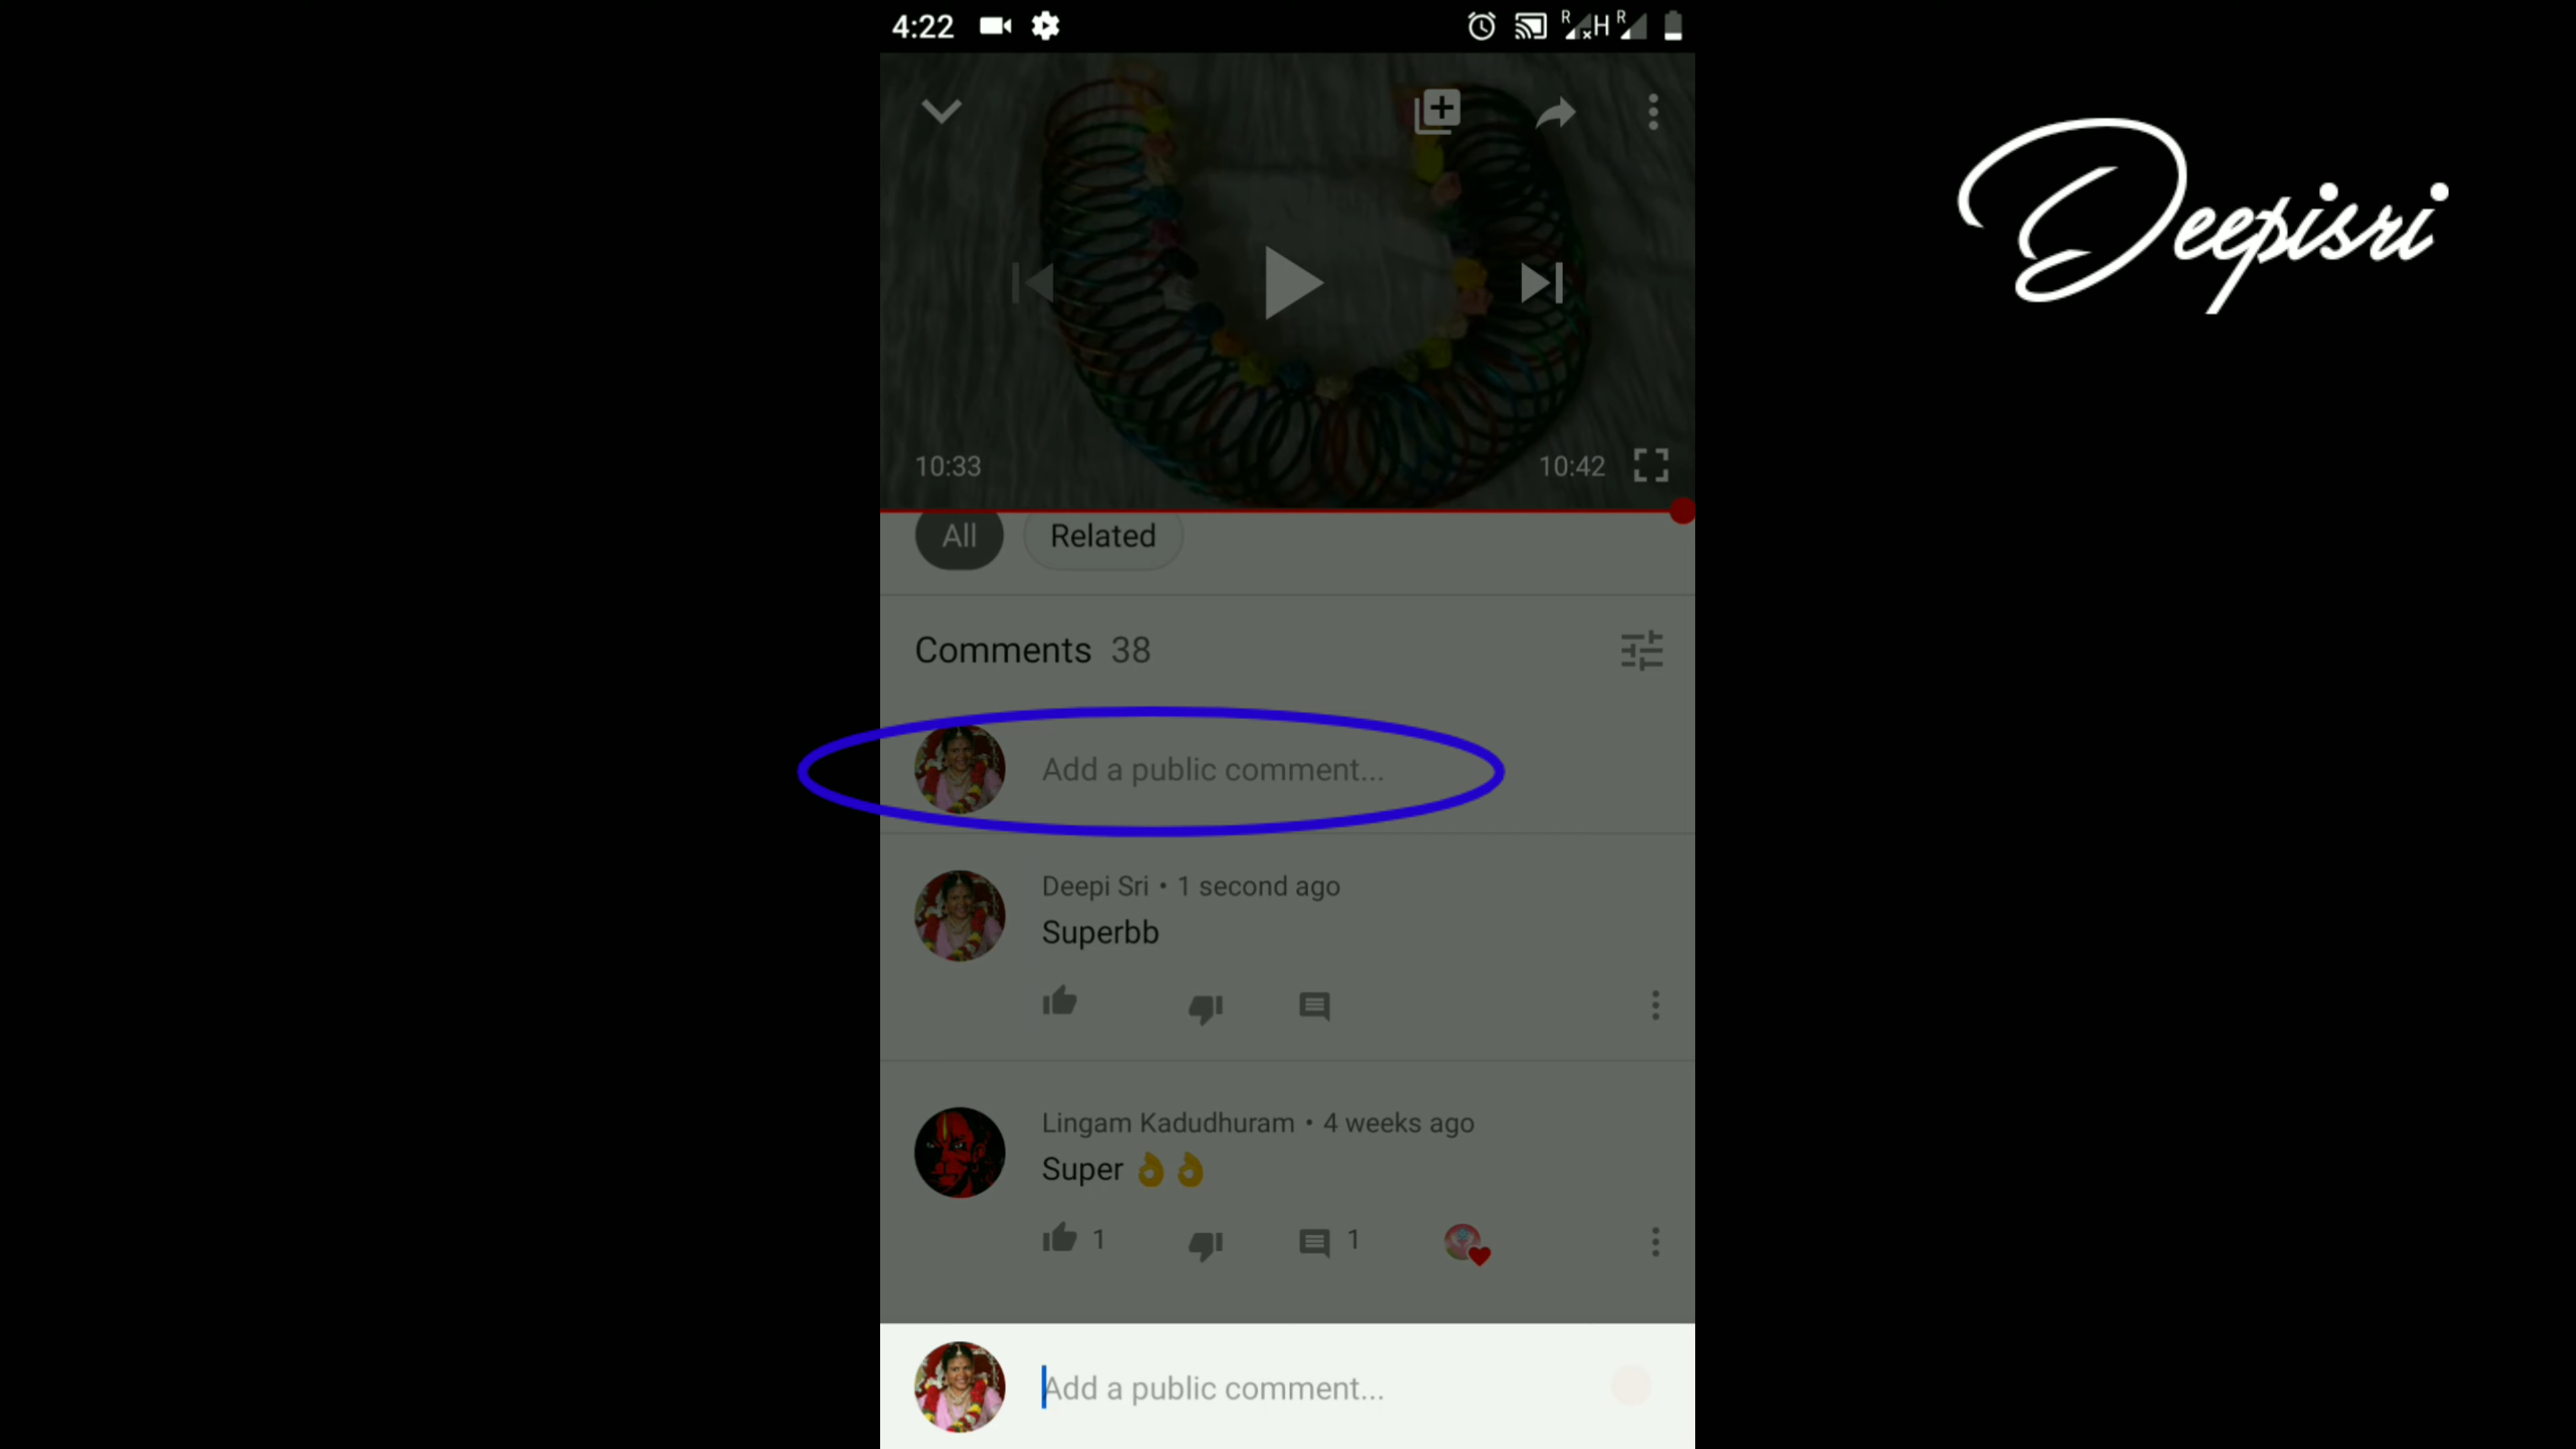 4:22
R H R
Deepisri
10:33
10:42
All
Related
Comments 38
Add a public comment...
Deepi Sri • 1 second ago
Superbb
Lingam Kadudhuram • 4 weeks ago
Super 👌👌
1 1
Add a public comment...